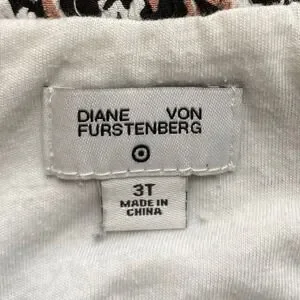 DIANE VON
FURSTENBERG
3T
MADE IN
CHINA